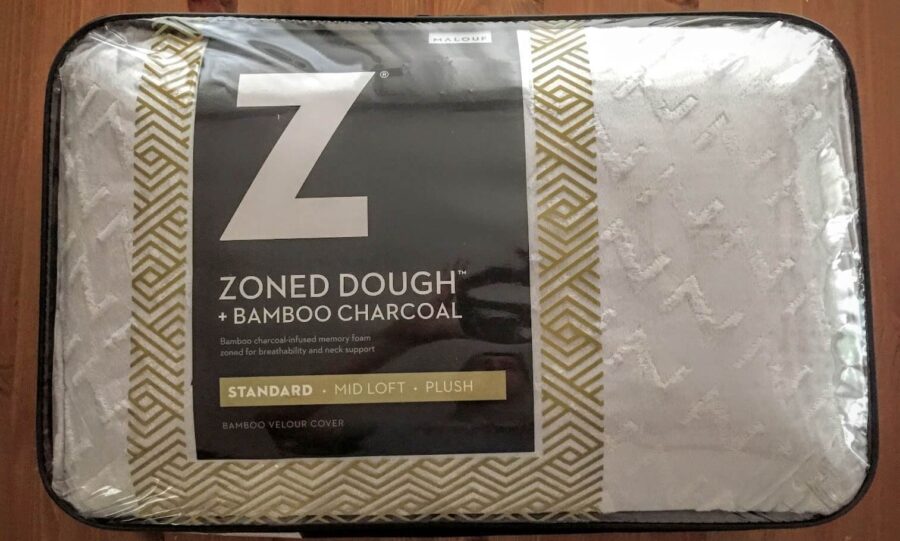 MALOUF
Z®
ZONED DOUGH™
+ BAMBOO CHARCOAL
Bamboo charcoal-infused memory foam
zoned for breathability and neck support
STANDARD · MID LOFT · PLUSH
BAMBOO VELOUR COVER